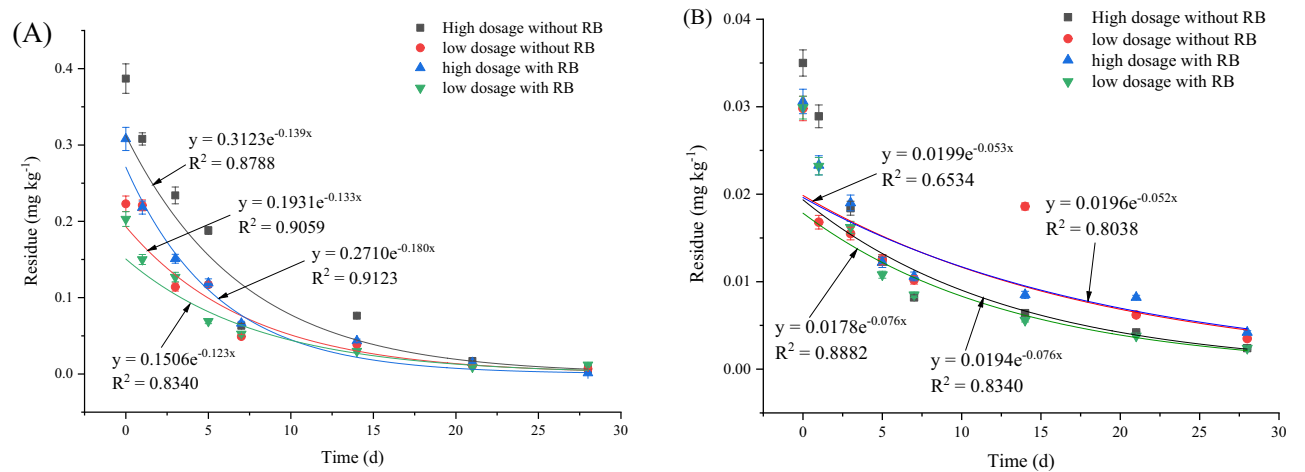 (A)
High dosage without RB
low dosage without RB
high dosage with RB
low dosage with RB
y = 0.3123e^-0.139x
R² = 0.8788
y = 0.1931e^-0.133x
R² = 0.9059
y = 0.2710e^-0.180x
R² = 0.9123
y = 0.1506e^-0.123x
R² = 0.8340
Residue (mg kg⁻¹)
0.4
0.3
0.2
0.1
0.0
0 5 10 15 20 25 30
Time (d)
(B)
High dosage without RB
low dosage without RB
high dosage with RB
low dosage with RB
y = 0.0199e^-0.053x
R² = 0.6534
y = 0.0196e^-0.052x
R² = 0.8038
y = 0.0178e^-0.076x
R² = 0.8882
y = 0.0194e^-0.076x
R² = 0.8340
Residue (mg kg⁻¹)
0.04
0.03
0.02
0.01
0.00
0 5 10 15 20 25 30
Time (d)